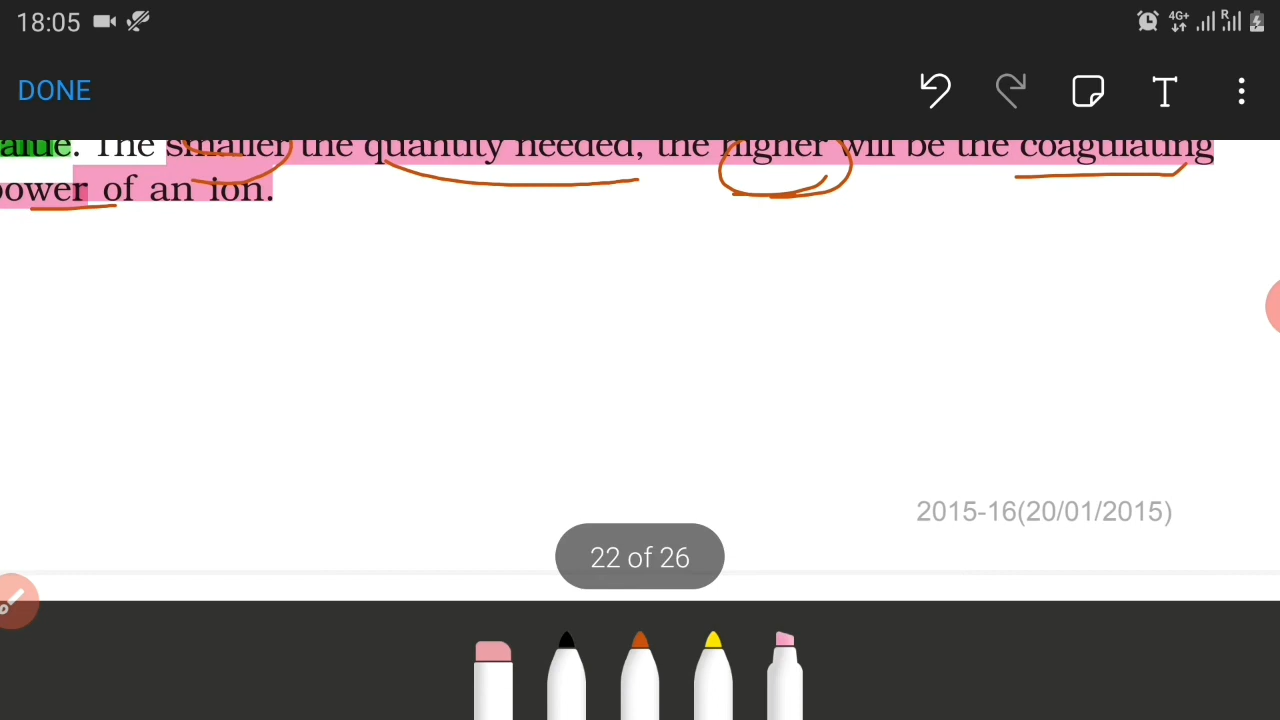 18:05
4G+ R
DONE
T
alue. The smaller the quantity needed, the higher will be the coagulating
power of an ion.
2015-16(20/01/2015)
22 of 26